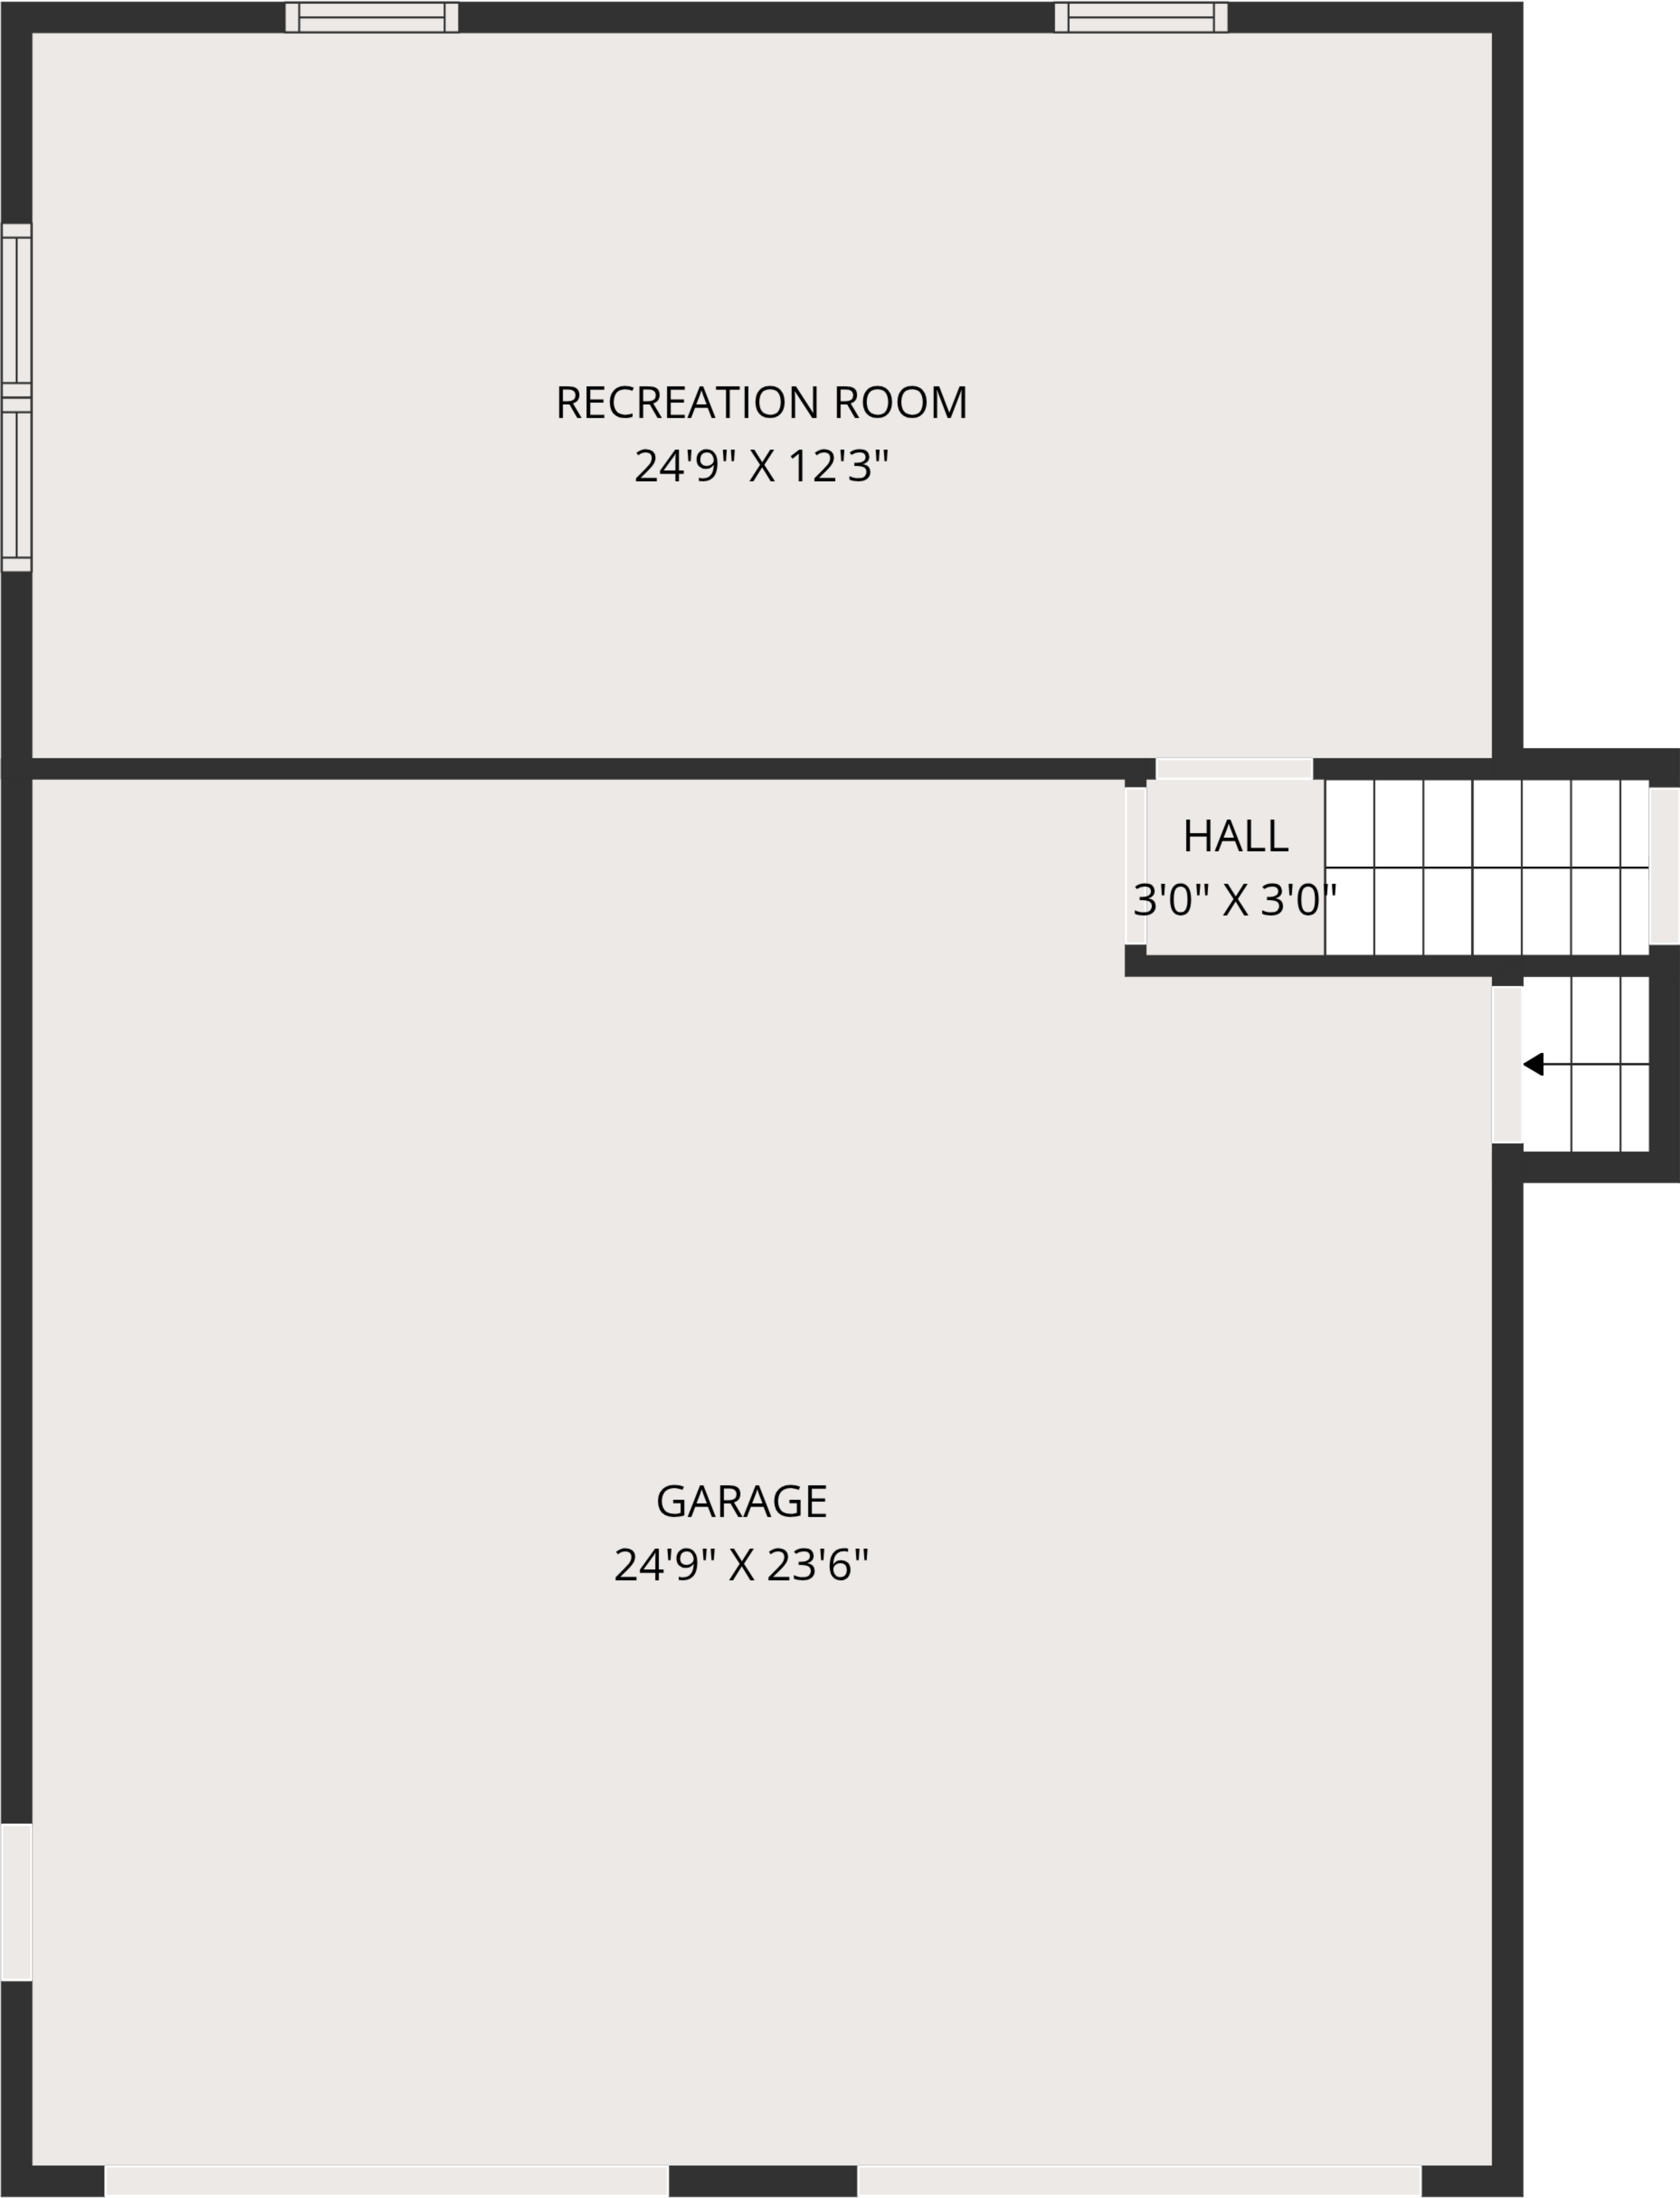 RECREATION ROOM
24'9" X 12'3"
HALL
3'0" X 3'0"
GARAGE
24'9" X 23'6"